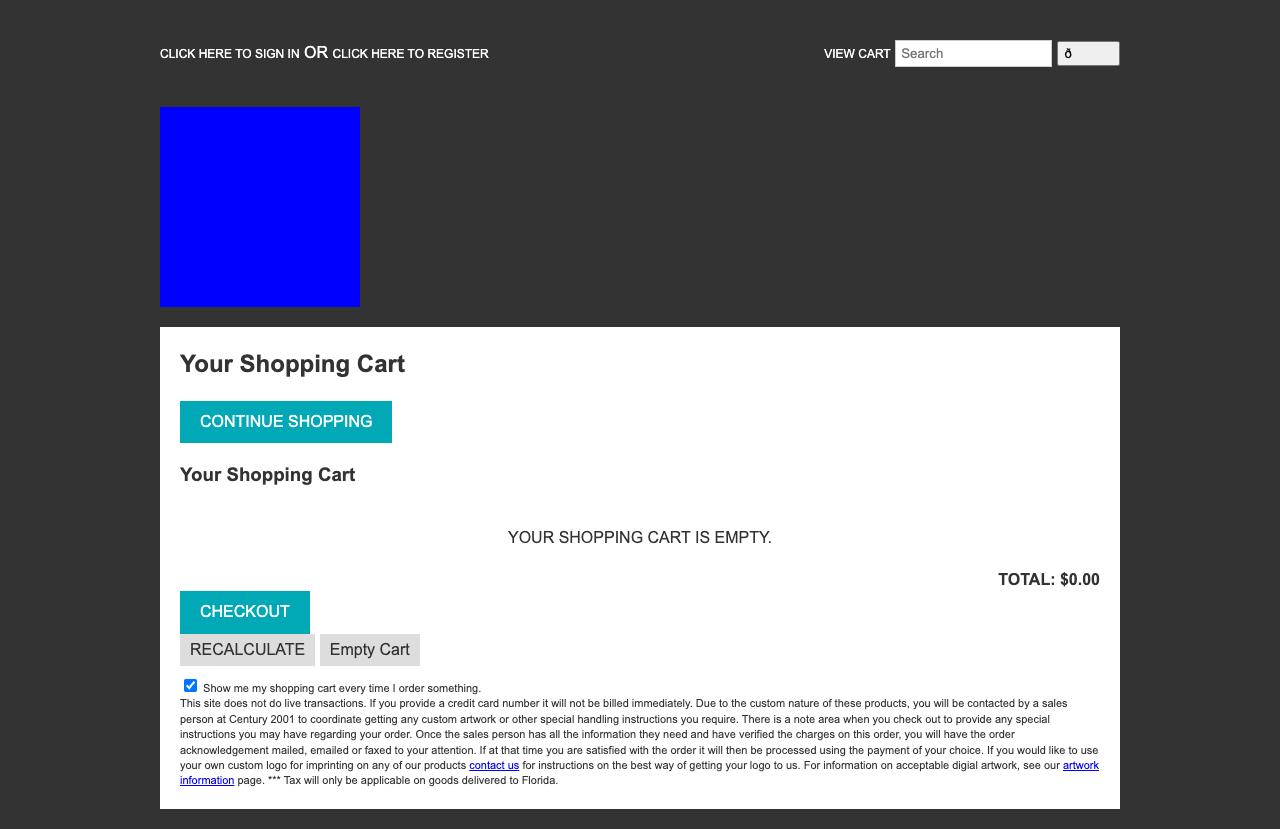 CLICK HERE TO SIGN IN OR CLICK HERE TO REGISTER
VIEW CART Search ð
Your Shopping Cart
CONTINUE SHOPPING
Your Shopping Cart
YOUR SHOPPING CART IS EMPTY.
TOTAL: $0.00
CHECKOUT
RECALCULATE Empty Cart
Show me my shopping cart every time I order something.
This site does not do live transactions. If you provide a credit card number it will not be billed immediately. Due to the custom nature of these products, you will be contacted by a sales
person at Century 2001 to coordinate getting any custom artwork or other special handling instructions you require. There is a note area when you check out to provide any special
instructions you may have regarding your order. Once the sales person has all the information they need and have verified the charges on this order, you will have the order
acknowledgement mailed, emailed or faxed to your attention. If at that time you are satisfied with the order it will then be processed using the payment of your choice. If you would like to use
your own custom logo for imprinting on any of our products contact us for instructions on the best way of getting your logo to us. For information on acceptable digial artwork, see our artwork
information page. *** Tax will only be applicable on goods delivered to Florida.